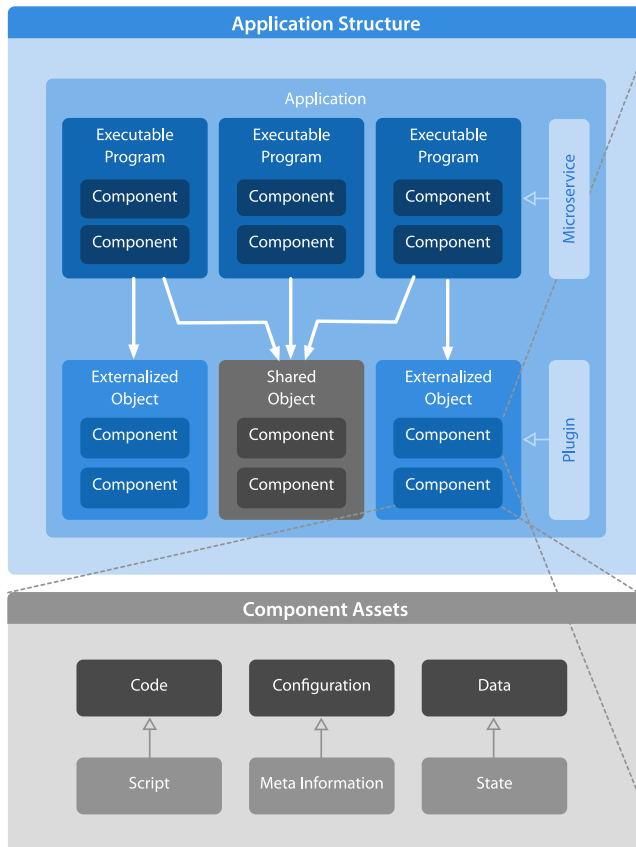 Application Structure
Application
Executable
Program
Component
Component
Executable
Program
Component
Component
Executable
Program
Component
Component
Microservice
Externalized
Object
Component
Component
Shared
Object
Component
Component
Externalized
Object
Component
Component
Plugin
Component Assets
Code
Configuration
Data
Script
Meta Information
State